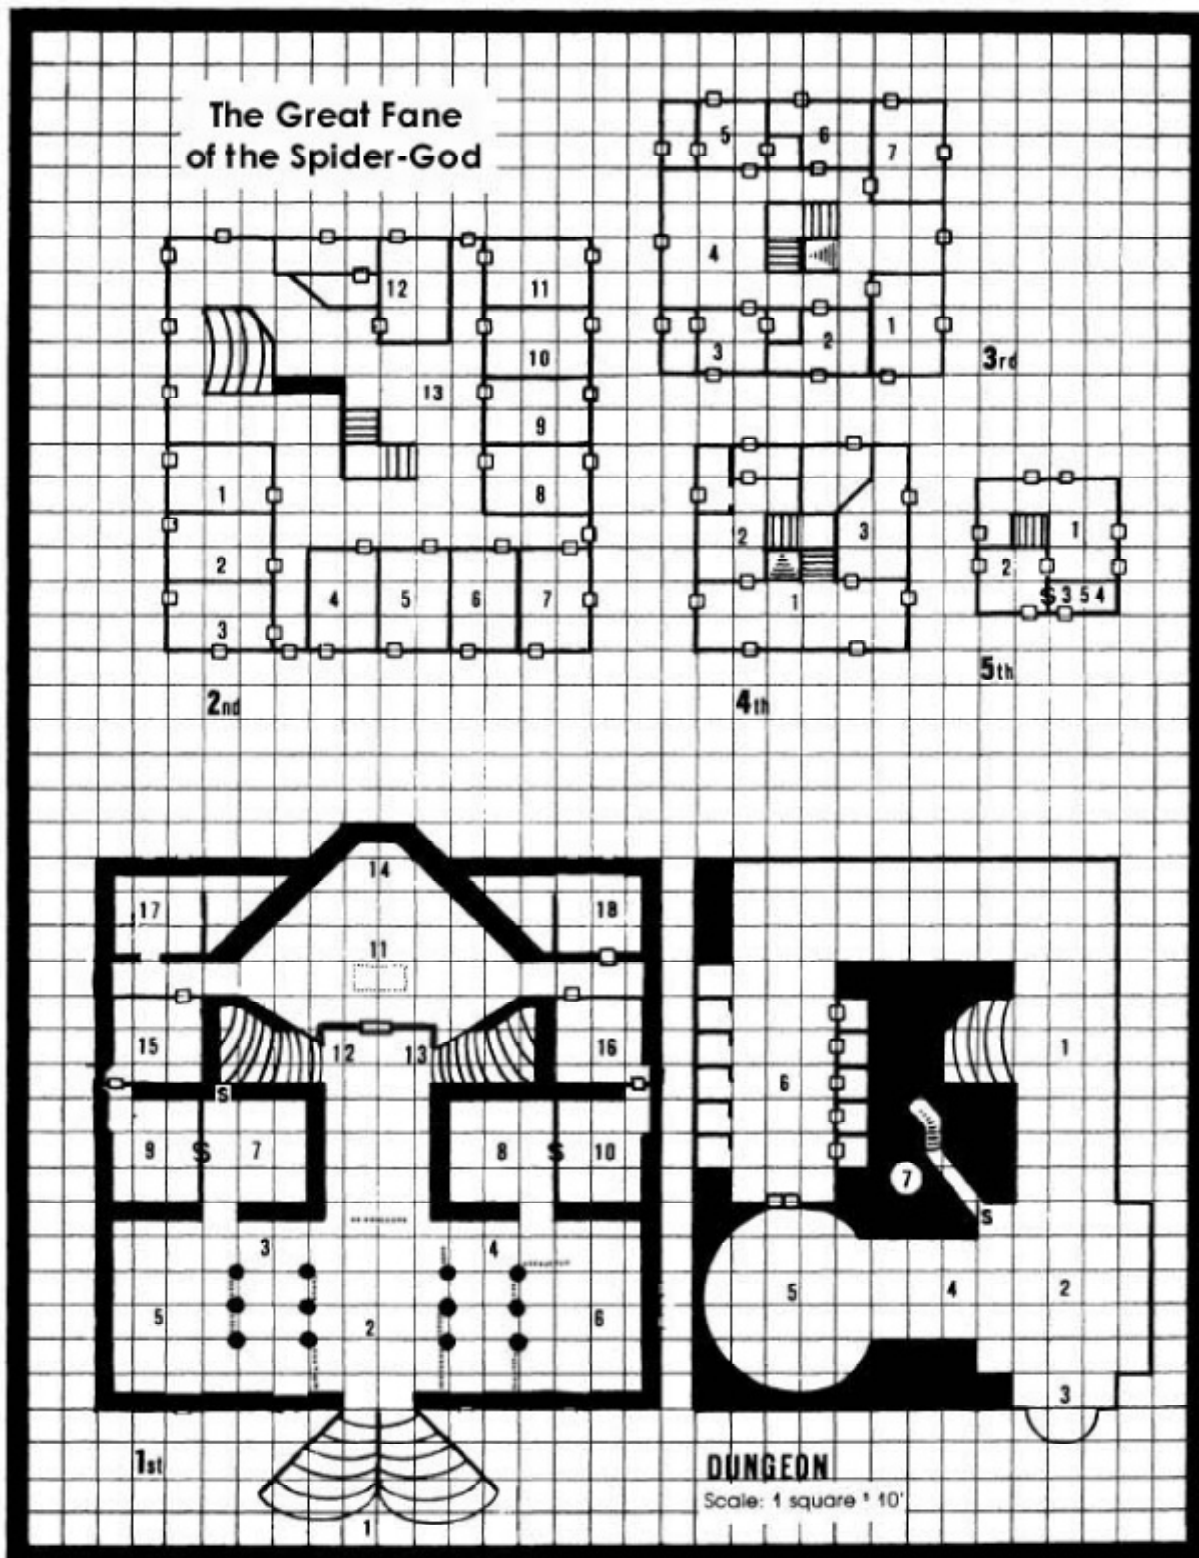 The Great Fane
of the Spider-God
5 6 7
4
3 2 1
3rd
12 11
10
13
9
1 8
2
4 5 6 7
3
2nd
2 3
1
4th
1
2
S 3 5 4
5th
14
17 18
11
15 12 13 16
S
9 S 7 8 S 10
3 4
5 2 6
1st
1
1
6
7
S
5 4 2
3
DUNGEON
Scale: 1 square = 10'